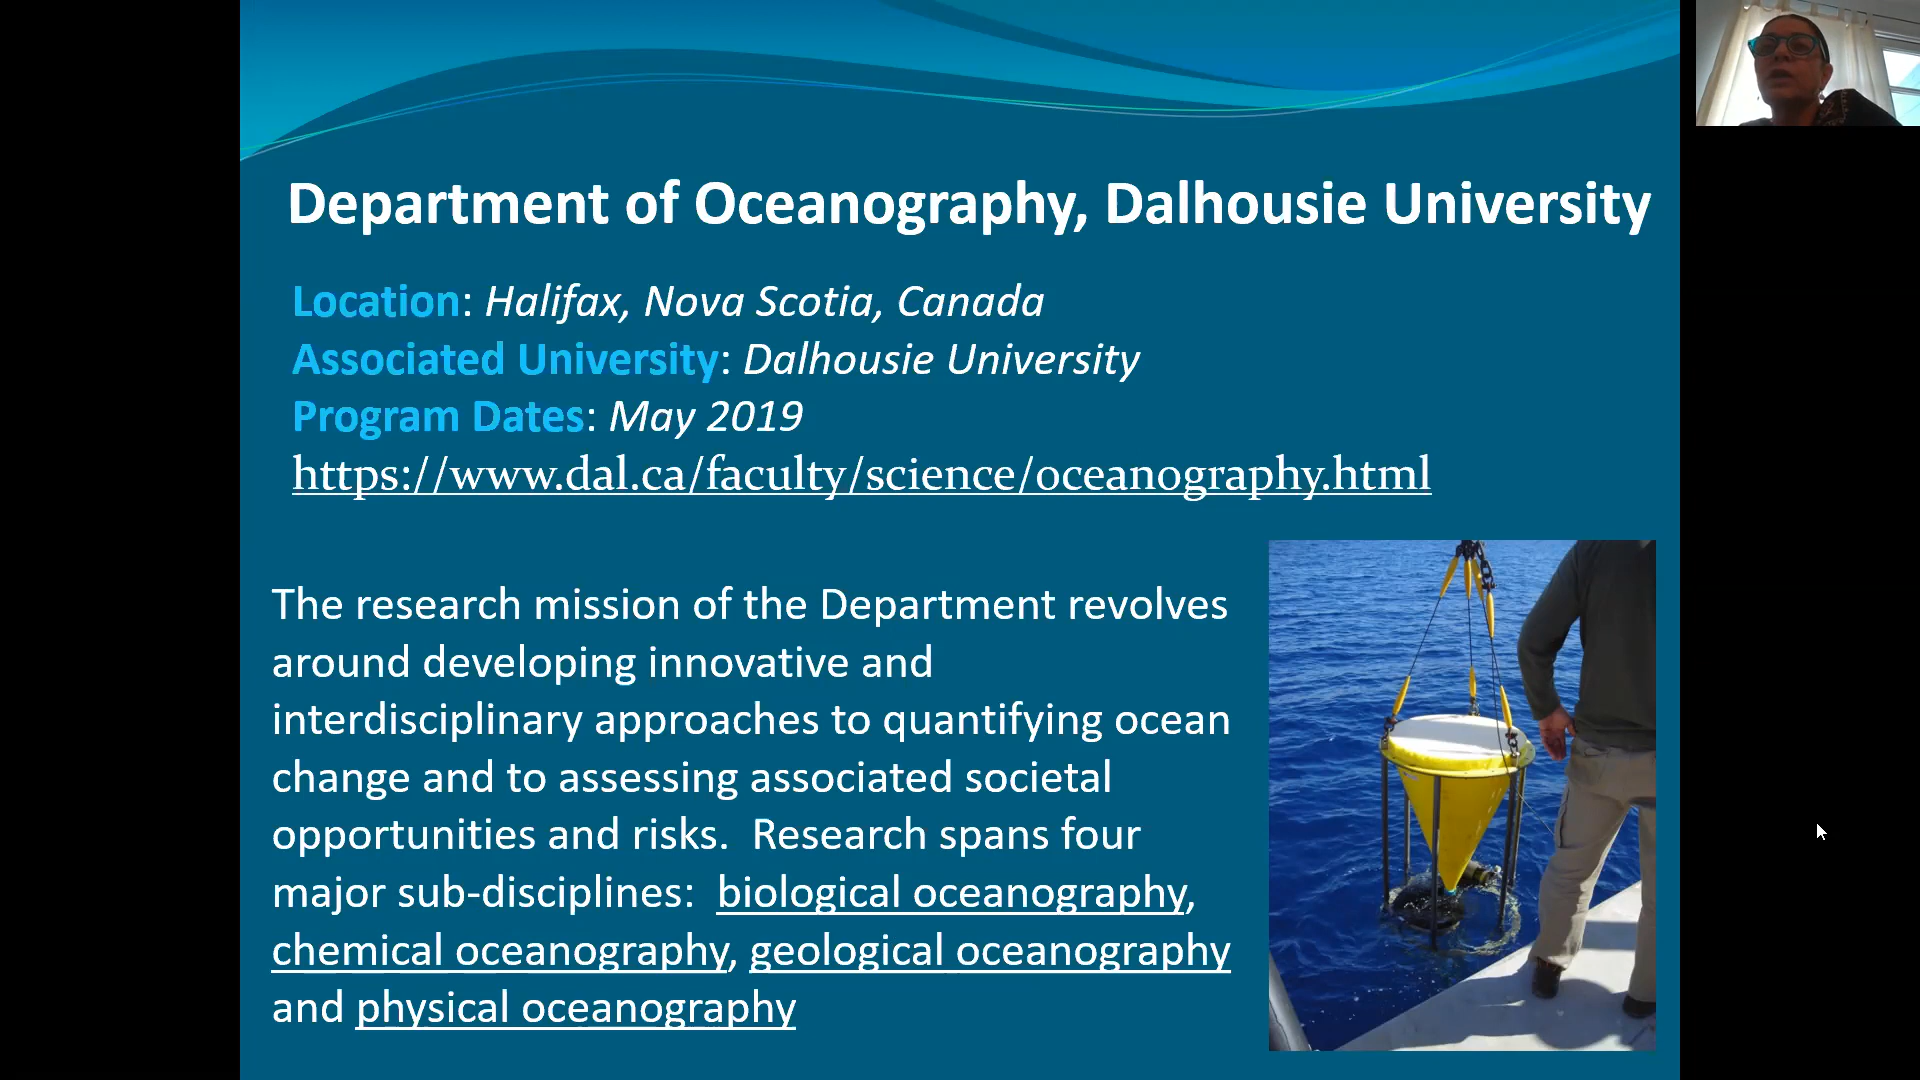 Department of Oceanography, Dalhousie University
Location: Halifax, Nova Scotia, Canada
Associated University: Dalhousie University
Program Dates: May 2019
https://www.dal.ca/faculty/science/oceanography.html
The research mission of the Department revolves
around developing innovative and
interdisciplinary approaches to quantifying ocean
change and to assessing associated societal
opportunities and risks.  Research spans four
major sub-disciplines:  biological oceanography,
chemical oceanography, geological oceanography
and physical oceanography